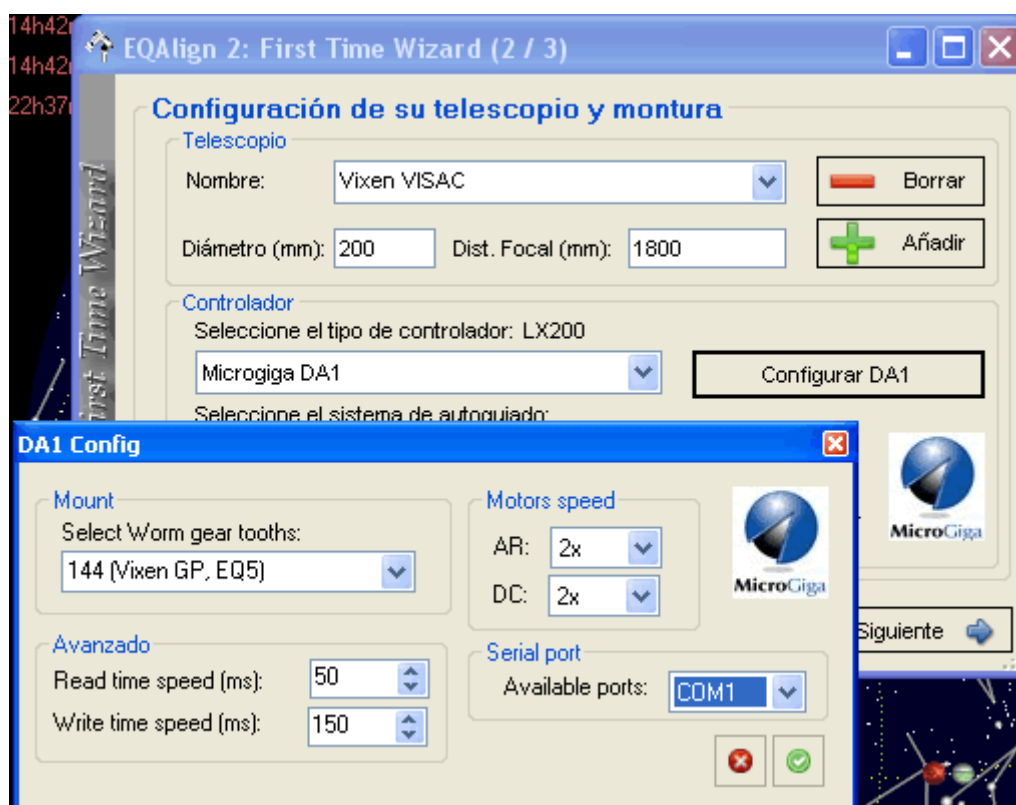 14h42
14h42
22h37
EQAlign 2: First Time Wizard (2 / 3)
First Time Wizard
Configuración de su telescopio y montura
Telescopio
Nombre: Vixen VISAC Borrar
Diámetro (mm): 200 Dist. Focal (mm): 1800 Añadir
Controlador
Seleccione el tipo de controlador: LX200
Microgiga DA1 Configurar DA1
Seleccione el sistema de autoguiado:
MicroGiga
Siguiente
DA1 Config
Mount
Select Worm gear tooths:
144 (Vixen GP, EQ5)
Motors speed
AR: 2x
DC: 2x
MicroGiga
Avanzado
Read time speed (ms): 50
Write time speed (ms): 150
Serial port
Available ports: COM1